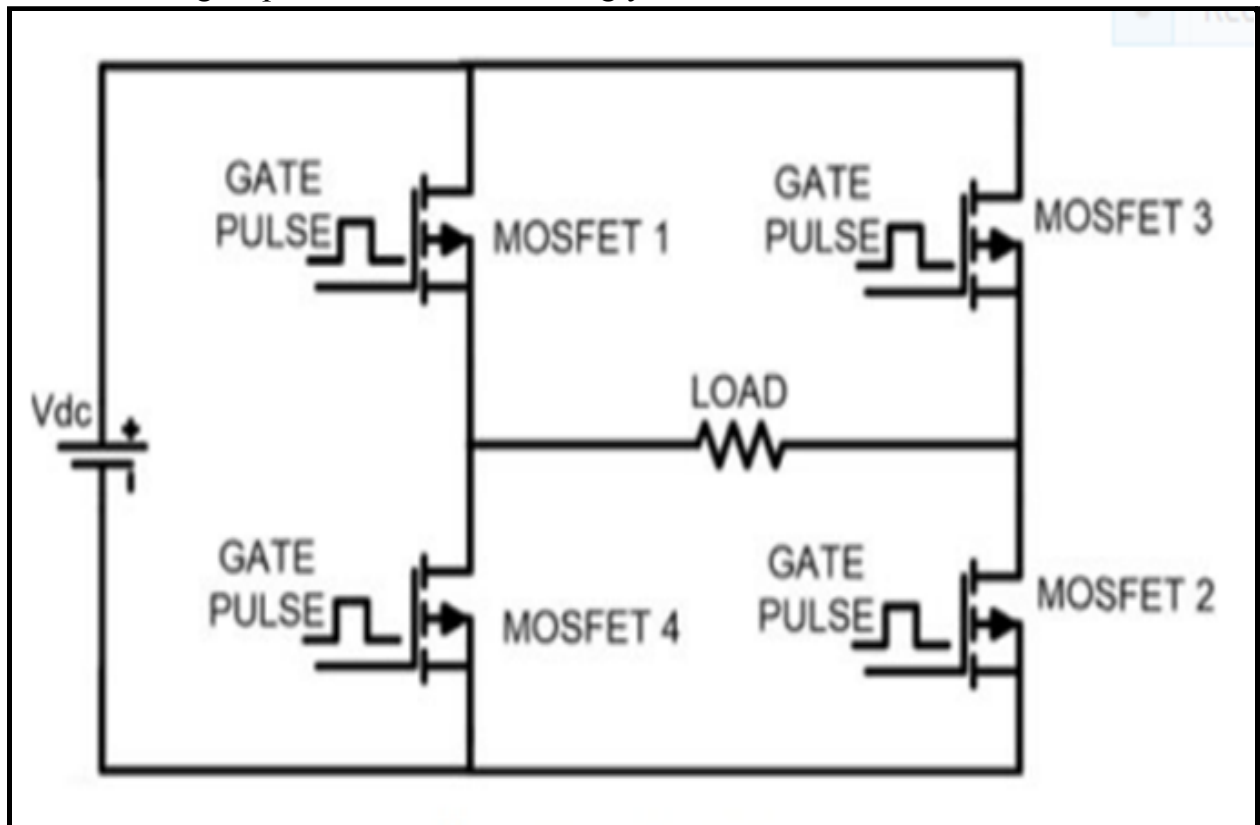 GATE
PULSE
MOSFET 1
GATE
PULSE
MOSFET 3
Vdc
+
-
LOAD
GATE
PULSE
MOSFET 4
GATE
PULSE
MOSFET 2